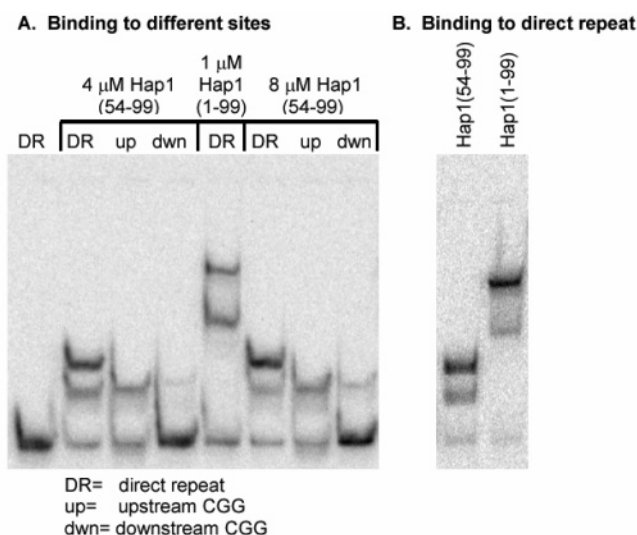 A. Binding to different sites
B. Binding to direct repeat
4 μM Hap1
(54-99)
1 μM
Hap1
(1-99)
8 μM Hap1
(54-99)
DR
DR
up
dwn
DR
DR
up
dwn
Hap1(54-99)
Hap1(1-99)
DR= direct repeat
up= upstream CGG
dwn= downstream CGG